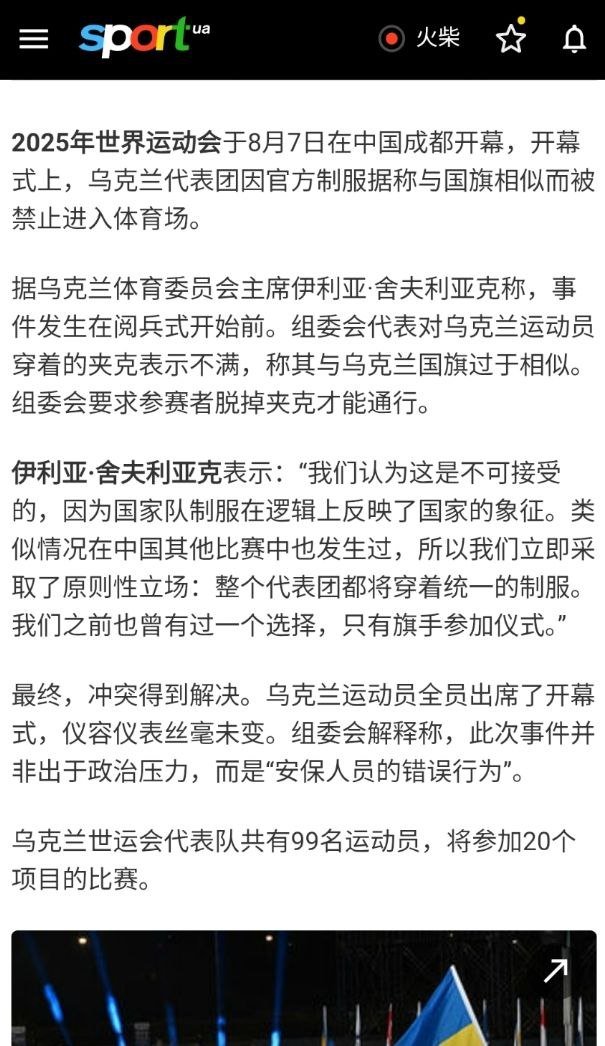 sport.ua
火柴
2025年世界运动会于8月7日在中国成都开幕，开幕
式上，乌克兰代表团因官方制服据称与国旗相似而被
禁止进入体育场。
据乌克兰体育委员会主席伊利亚·舍夫利亚克称，事
件发生在阅兵式开始前。组委会代表对乌克兰运动员
穿着的夹克表示不满，称其与乌克兰国旗过于相似。
组委会要求参赛者脱掉夹克才能通行。
伊利亚·舍夫利亚克表示：“我们认为这是不可接受
的，因为国家队制服在逻辑上反映了国家的象征。类
似情况在中国其他比赛中也发生过，所以我们立即采
取了原则性立场：整个代表团都将穿着统一的制服。
我们之前也曾有过一个选择，只有旗手参加仪式。”
最终，冲突得到解决。乌克兰运动员全员出席了开幕
式，仪容仪表丝毫未变。组委会解释称，此次事件并
非出于政治压力，而是“安保人员的错误行为”。
乌克兰世运会代表队共有99名运动员，将参加20个
项目的比赛。